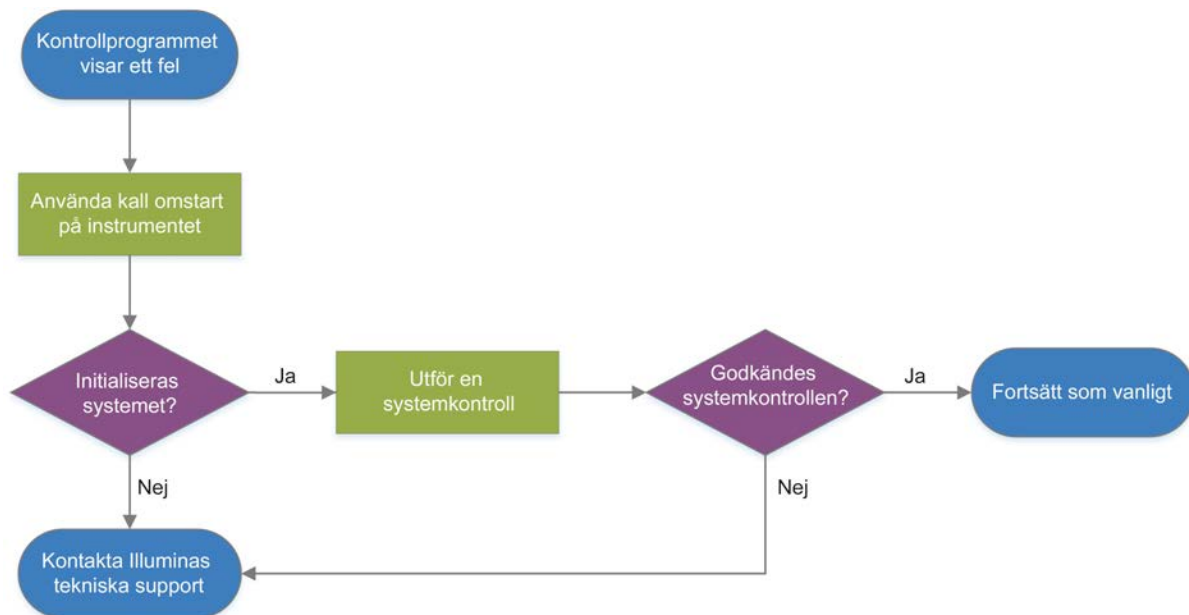 Kontrollprogrammet
visar ett fel
Använda kall omstart
på instrumentet
Initialiseras
systemet?
Ja
Utför en
systemkontroll
Godkändes
systemkontrollen?
Ja
Fortsätt som vanligt
Nej
Nej
Kontakta Illuminas
tekniska support